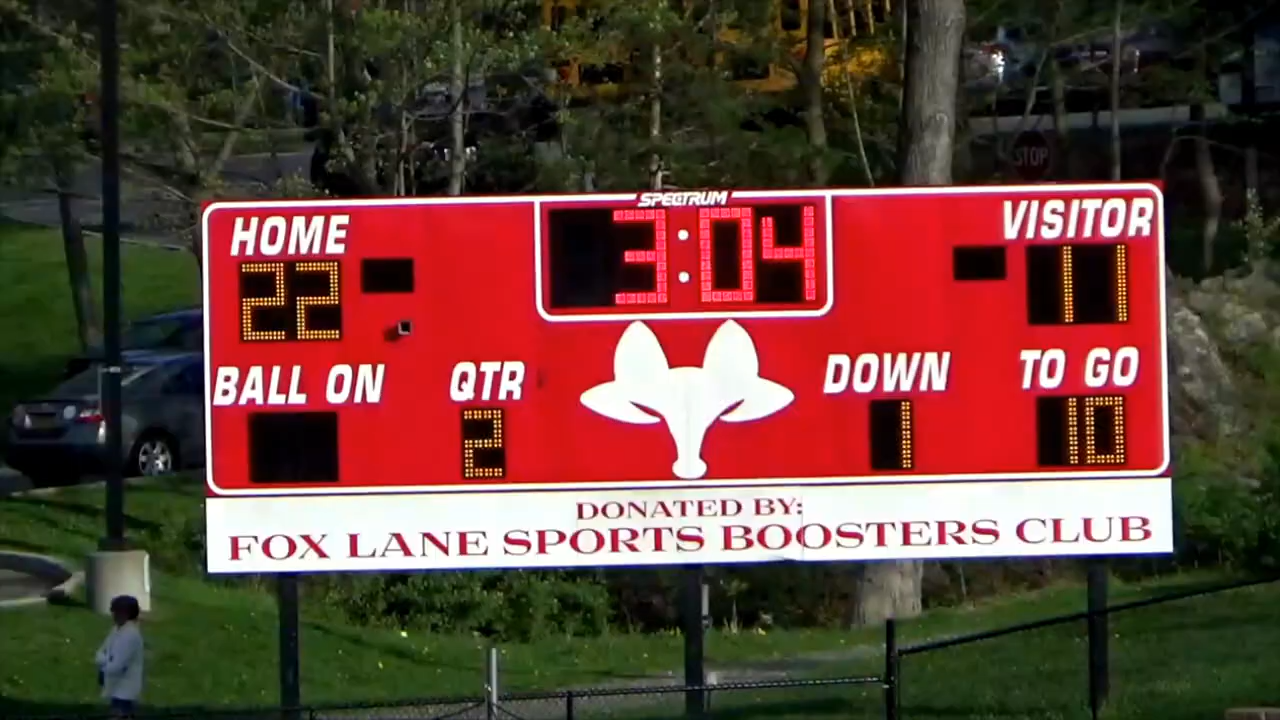 SPECTRUM
HOME 3:04 VISITOR
22 11
BALL ON QTR DOWN TO GO
2 1 10
DONATED BY:
FOX LANE SPORTS BOOSTERS CLUB
STOP